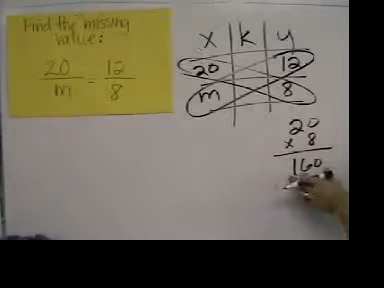 Find the missing
value:
20 = 12
m 8
x k y
20 12
m 8
20
x 8
160